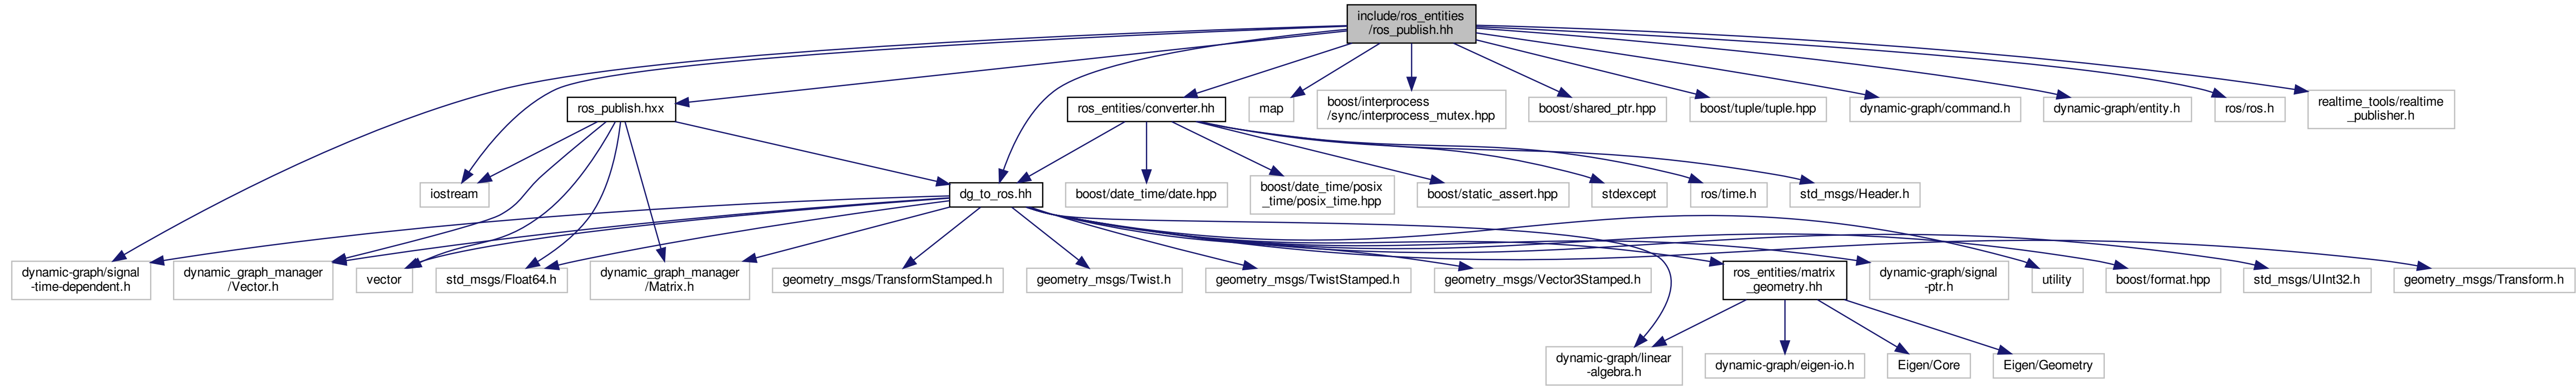 include/ros_entities
/ros_publish.hh
ros_publish.hxx
ros_entities/converter.hh
map
boost/interprocess
/sync/interprocess_mutex.hpp
boost/shared_ptr.hpp
boost/tuple/tuple.hpp
dynamic-graph/command.h
dynamic-graph/entity.h
ros/ros.h
realtime_tools/realtime
_publisher.h
iostream
dg_to_ros.hh
boost/date_time/date.hpp
boost/date_time/posix
_time/posix_time.hpp
boost/static_assert.hpp
stdexcept
ros/time.h
std_msgs/Header.h
dynamic-graph/signal
-time-dependent.h
dynamic_graph_manager
/Vector.h
vector
std_msgs/Float64.h
dynamic_graph_manager
/Matrix.h
geometry_msgs/TransformStamped.h
geometry_msgs/Twist.h
geometry_msgs/TwistStamped.h
geometry_msgs/Vector3Stamped.h
ros_entities/matrix
_geometry.hh
dynamic-graph/signal
-ptr.h
utility
boost/format.hpp
std_msgs/UInt32.h
geometry_msgs/Transform.h
dynamic-graph/linear
-algebra.h
dynamic-graph/eigen-io.h
Eigen/Core
Eigen/Geometry